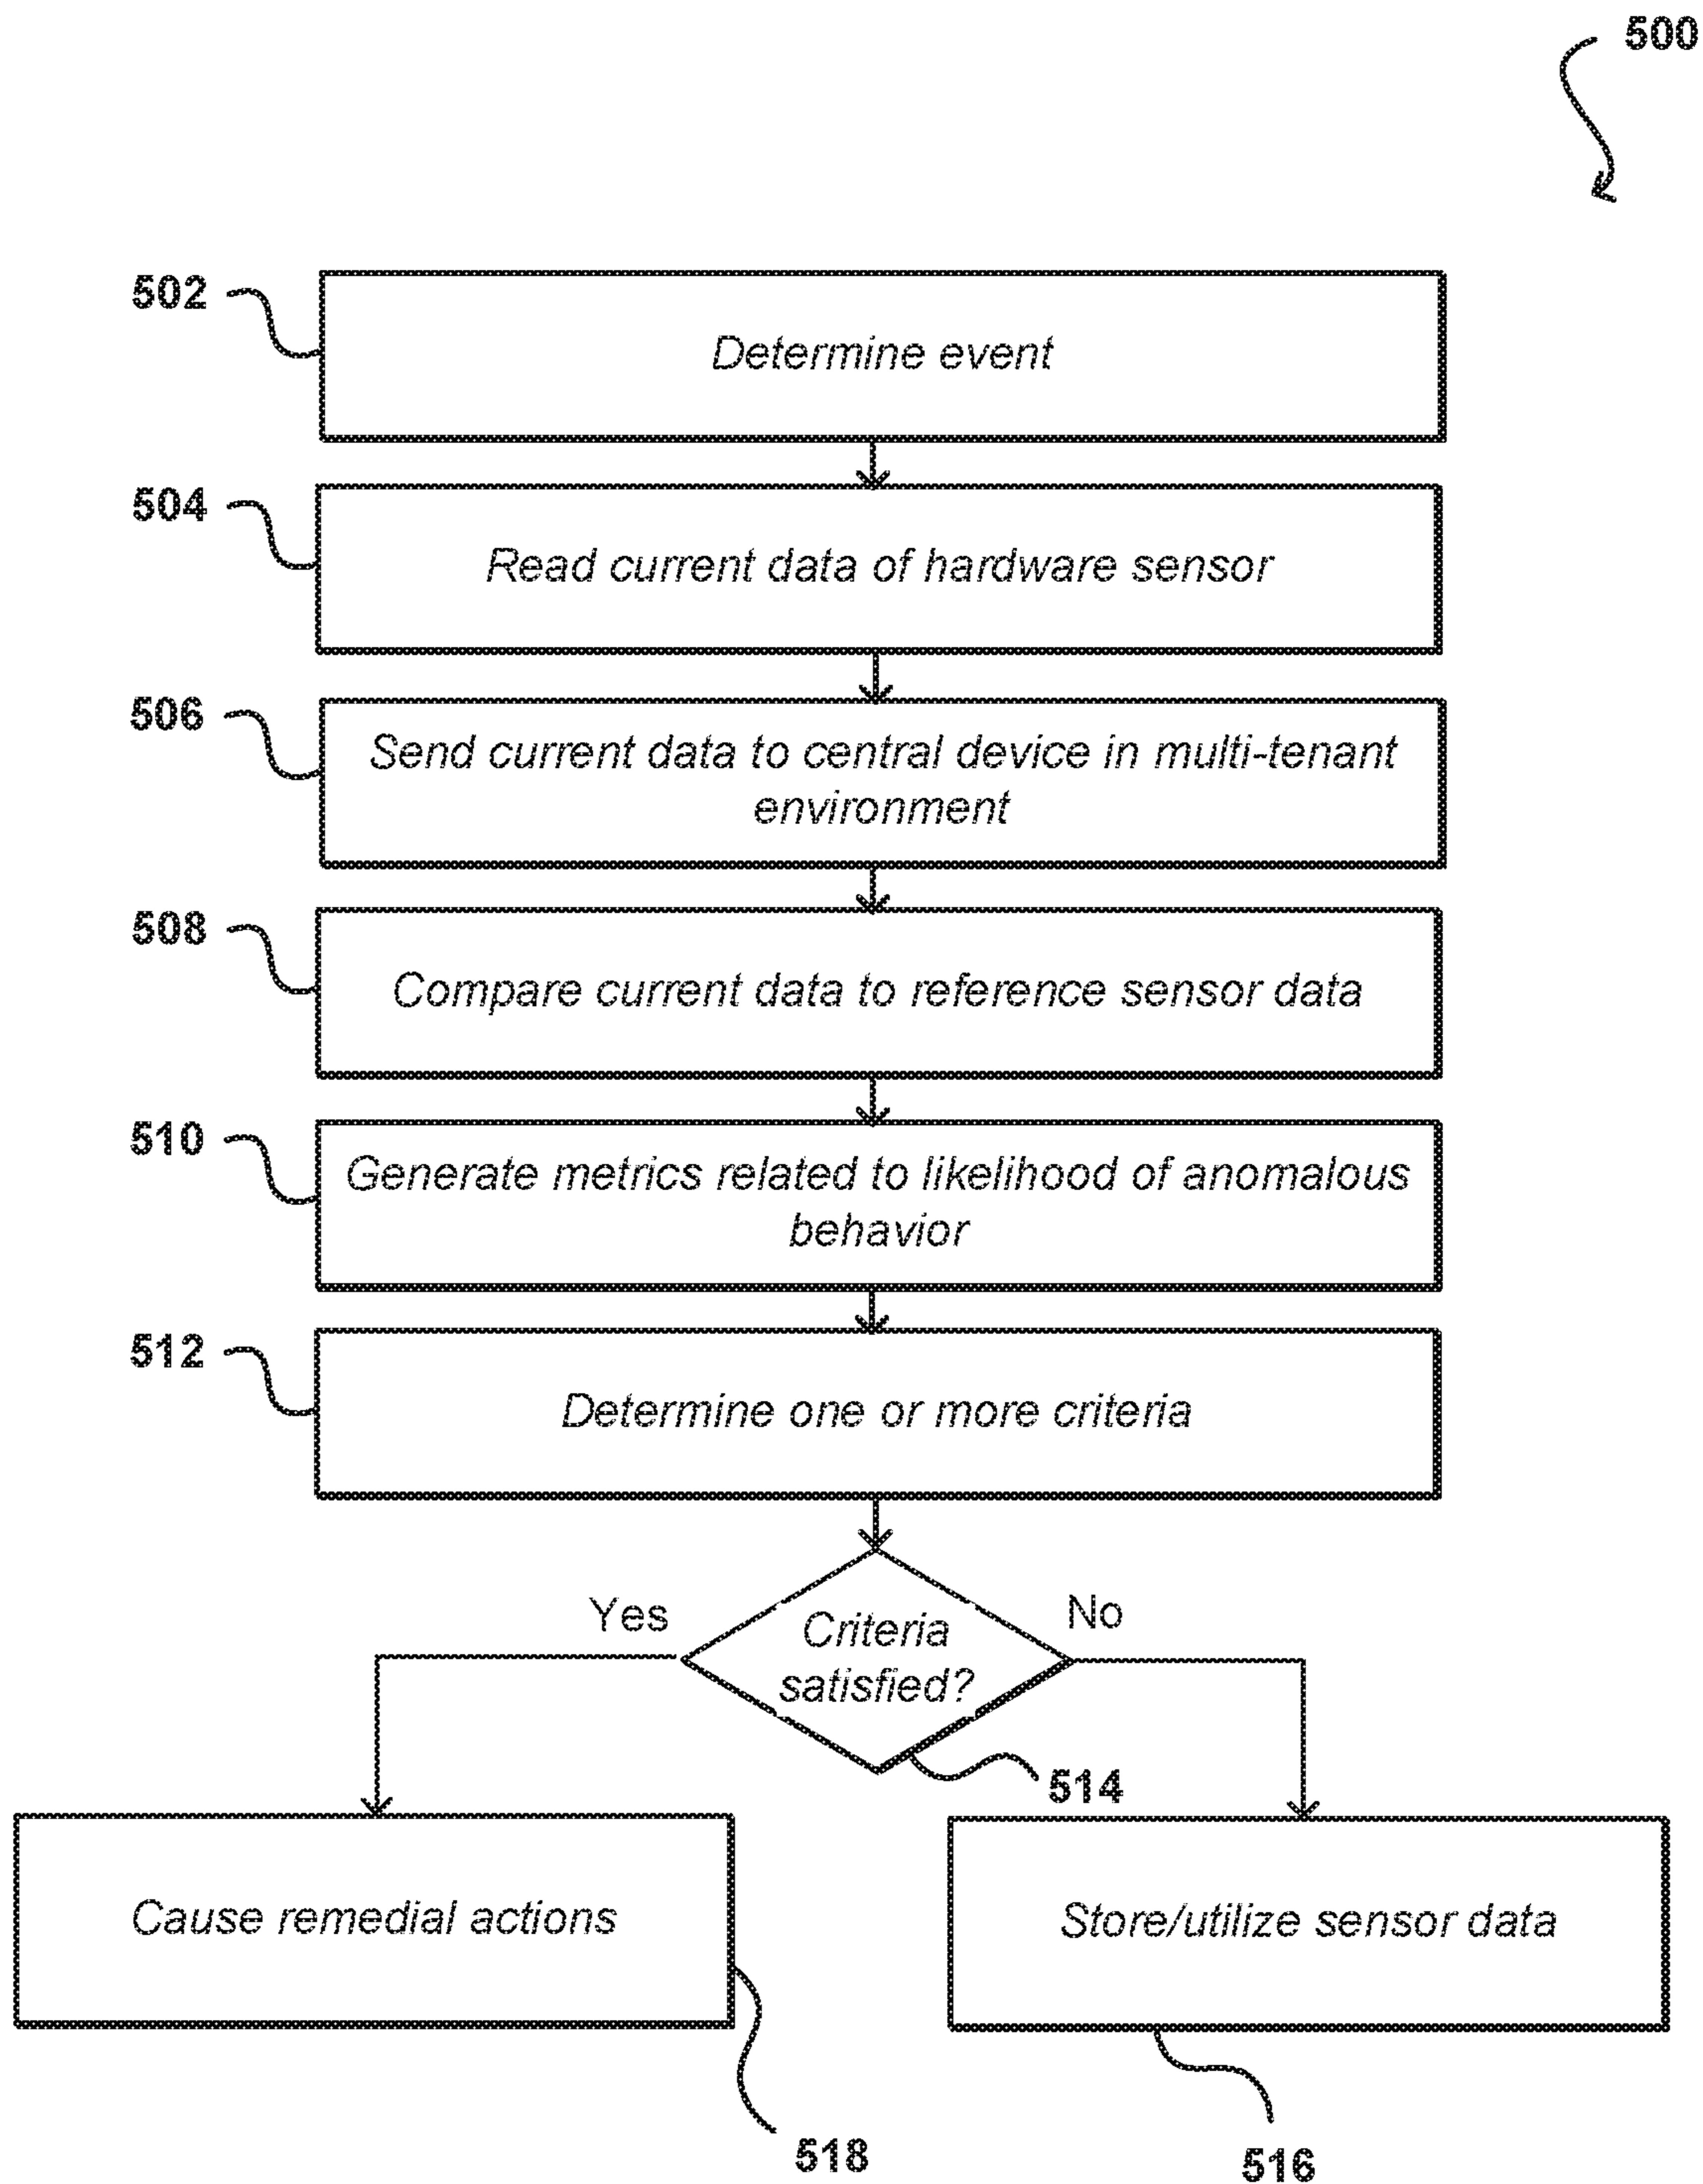 500
502
Determine event
504
Read current data of hardware sensor
506
Send current data to central device in multi-tenant
environment
508
Compare current data to reference sensor data
510
Generate metrics related to likelihood of anomalous
behavior
512
Determine one or more criteria
Yes
Criteria
satisfied?
No
514
Cause remedial actions
Store/utilize sensor data
518
516